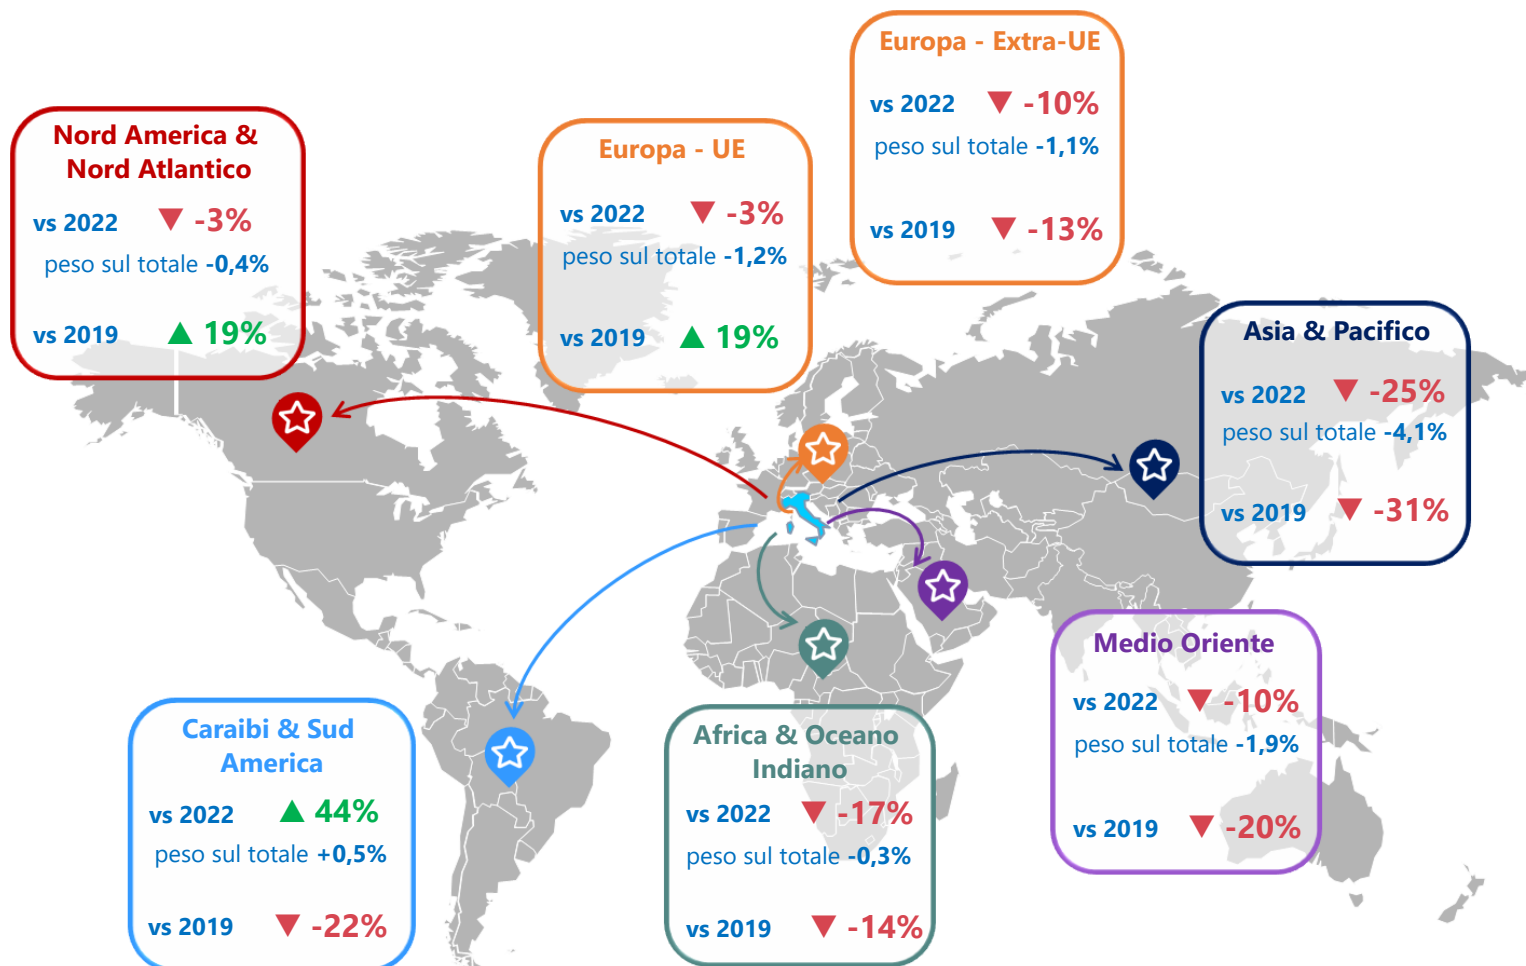 Europa - Extra-UE
vs 2022 ▼ -10%
peso sul totale -1,1%
vs 2019 ▼ -13%
Nord America &
Nord Atlantico
vs 2022 ▼ -3%
peso sul totale -0,4%
vs 2019 ▲ 19%
Europa - UE
vs 2022 ▼ -3%
peso sul totale -1,2%
vs 2019 ▲ 19%
Asia & Pacifico
vs 2022 ▼ -25%
peso sul totale -4,1%
vs 2019 ▼ -31%
Medio Oriente
vs 2022 ▼ -10%
peso sul totale -1,9%
vs 2019 ▼ -20%
Caraibi & Sud
America
vs 2022 ▲ 44%
peso sul totale +0,5%
vs 2019 ▼ -22%
Africa & Oceano
Indiano
vs 2022 ▼ -17%
peso sul totale -0,3%
vs 2019 ▼ -14%